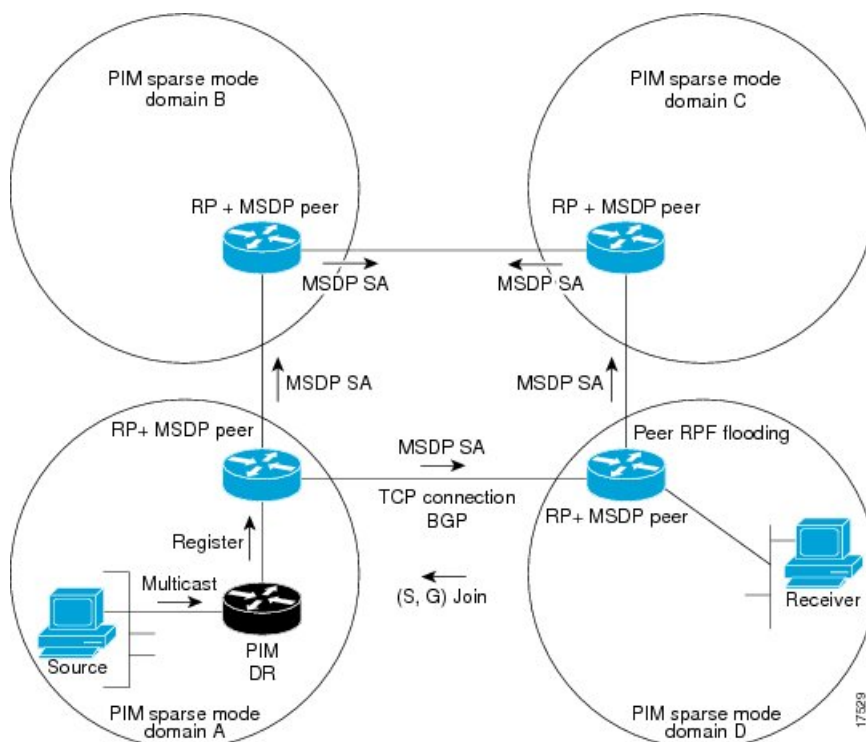 PIM sparse mode
domain B
PIM sparse mode
domain C
RP + MSDP peer
RP + MSDP peer
MSDP SA
MSDP SA
MSDP SA
MSDP SA
RP+ MSDP peer
MSDP SA
Peer RPF flooding
TCP connection
BGP
RP+ MSDP peer
Register
Multicast
(S, G) Join
Receiver
Source
PIM
DR
PIM sparse mode
domain A
PIM sparse mode
domain D
17529